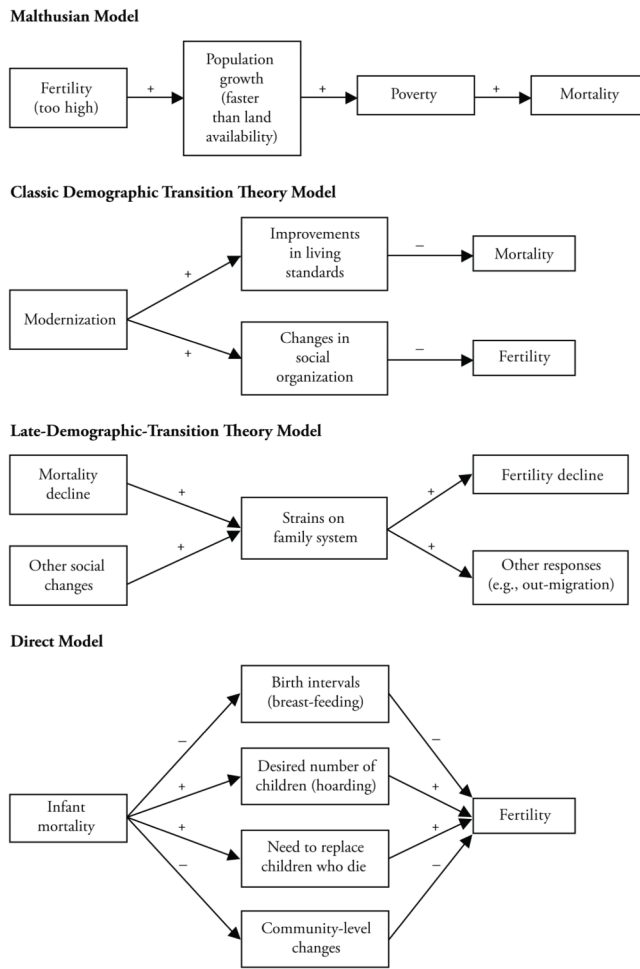 Malthusian Model
Fertility
(too high)
+
Population
growth
(faster
than land
availability)
+
Poverty
+
Mortality
Classic Demographic Transition Theory Model
Modernization
+
+
Improvements
in living
standards
–
Mortality
Changes in
social
organization
–
Fertility
Late-Demographic-Transition Theory Model
Mortality
decline
+
Other social
changes
+
Strains on
family system
+
Fertility decline
+
Other responses
(e.g., out-migration)
Direct Model
Infant
mortality
–
Birth intervals
(breast-feeding)
–
+
Desired number of
children (hoarding)
+
+
Need to replace
children who die
+
–
Community-level
changes
–
Fertility